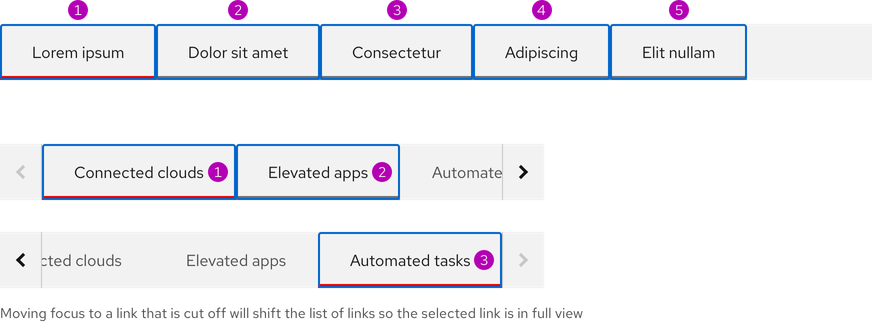 1 2 3 4 5
Lorem ipsum Dolor sit amet Consectetur Adipiscing Elit nullam
Connected clouds 1 Elevated apps 2 Automate
cted clouds Elevated apps Automated tasks 3
Moving focus to a link that is cut off will shift the list of links so the selected link is in full view